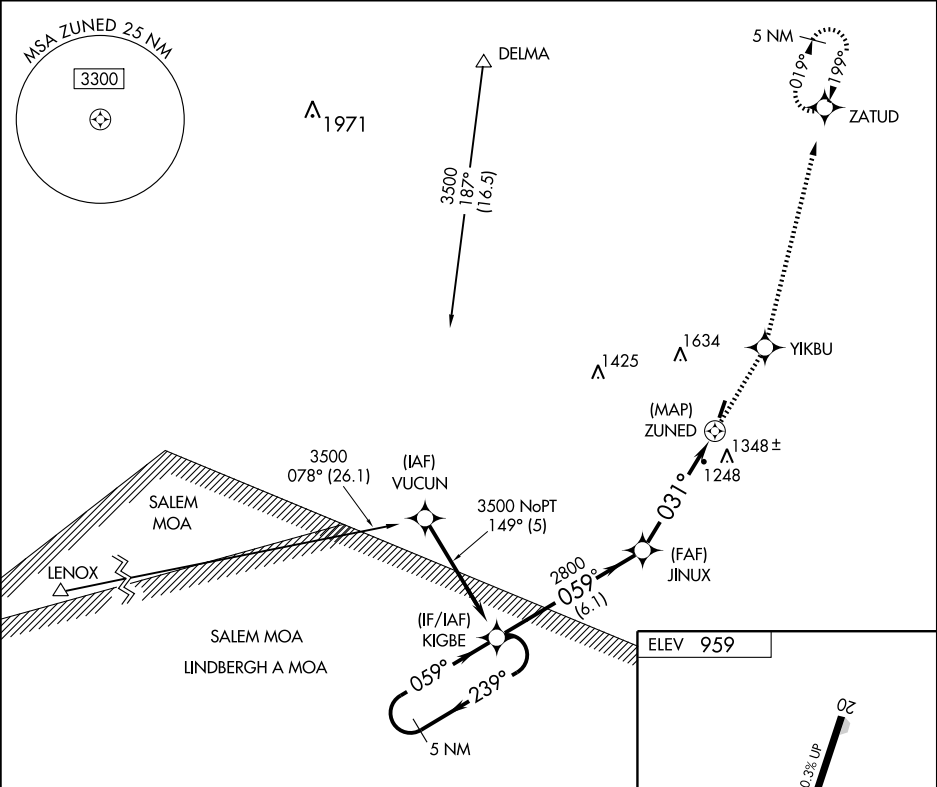 MSA ZUNED 25 NM
3300
1971
DELMA
3500
187°
(16.5)
5 NM
019°
199°
ZATUD
1425
1634
YIKBU
(MAP)
ZUNED
1348 ±
1248
031°
3500
078° (26.1)
(IAF)
VUCUN
3500 NoPT
149° (5)
SALEM
MOA
LENOX
(FAF)
JINUX
2800
059°
(6.1)
(IF/IAF)
KIGBE
SALEM MOA
LINDBERGH A MOA
059°
239°
5 NM
ELEV 959
20
0.3% UP